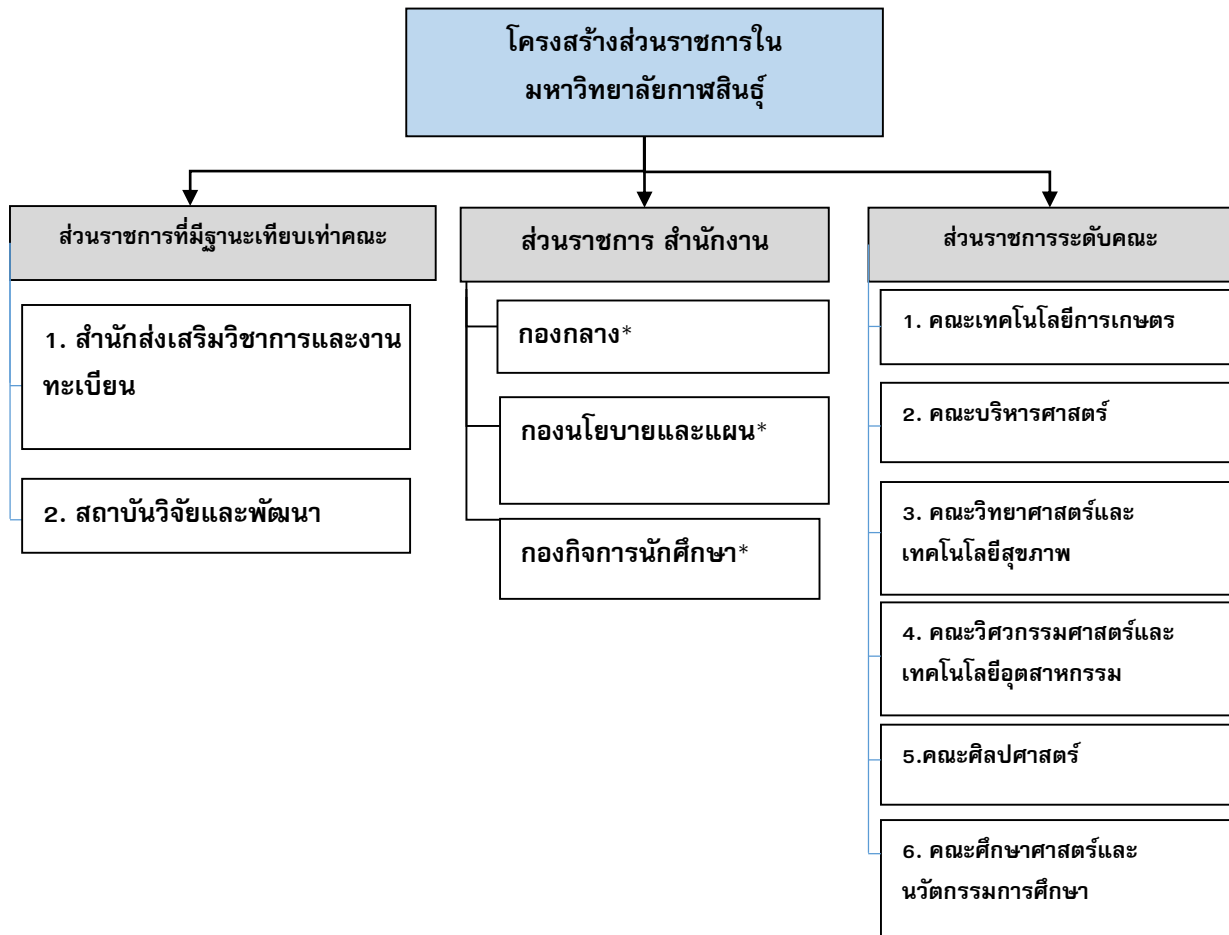 โครงสร้างส่วนราชการใน
มหาวิทยาลัยกาฬสินธุ์
ส่วนราชการที่มีฐานะเทียบเท่าคณะ
1. สำนักส่งเสริมวิชาการและงาน
ทะเบียน
2. สถาบันวิจัยและพัฒนา
ส่วนราชการ สำนักงาน
กองกลาง*
กองนโยบายและแผน*
กองกิจการนักศึกษา*
ส่วนราชการระดับคณะ
1. คณะเทคโนโลยีการเกษตร
2. คณะบริหารศาสตร์
3. คณะวิทยาศาสตร์และ
เทคโนโลยีสุขภาพ
4. คณะวิศวกรรมศาสตร์และ
เทคโนโลยีอุตสาหกรรม
5.คณะศิลปศาสตร์
6. คณะศึกษาศาสตร์และ
นวัตกรรมการศึกษา